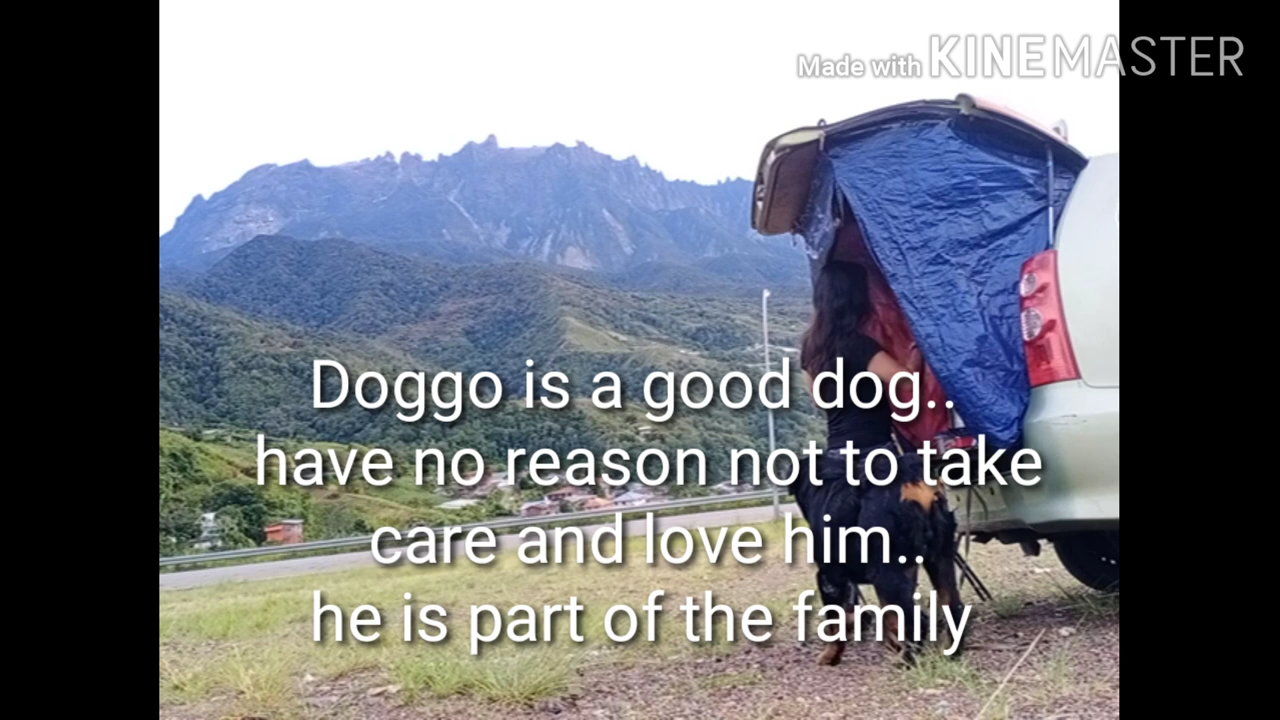 Made with KINEMASTER
Doggo is a good dog..
have no reason not to take
care and love him..
he is part of the family